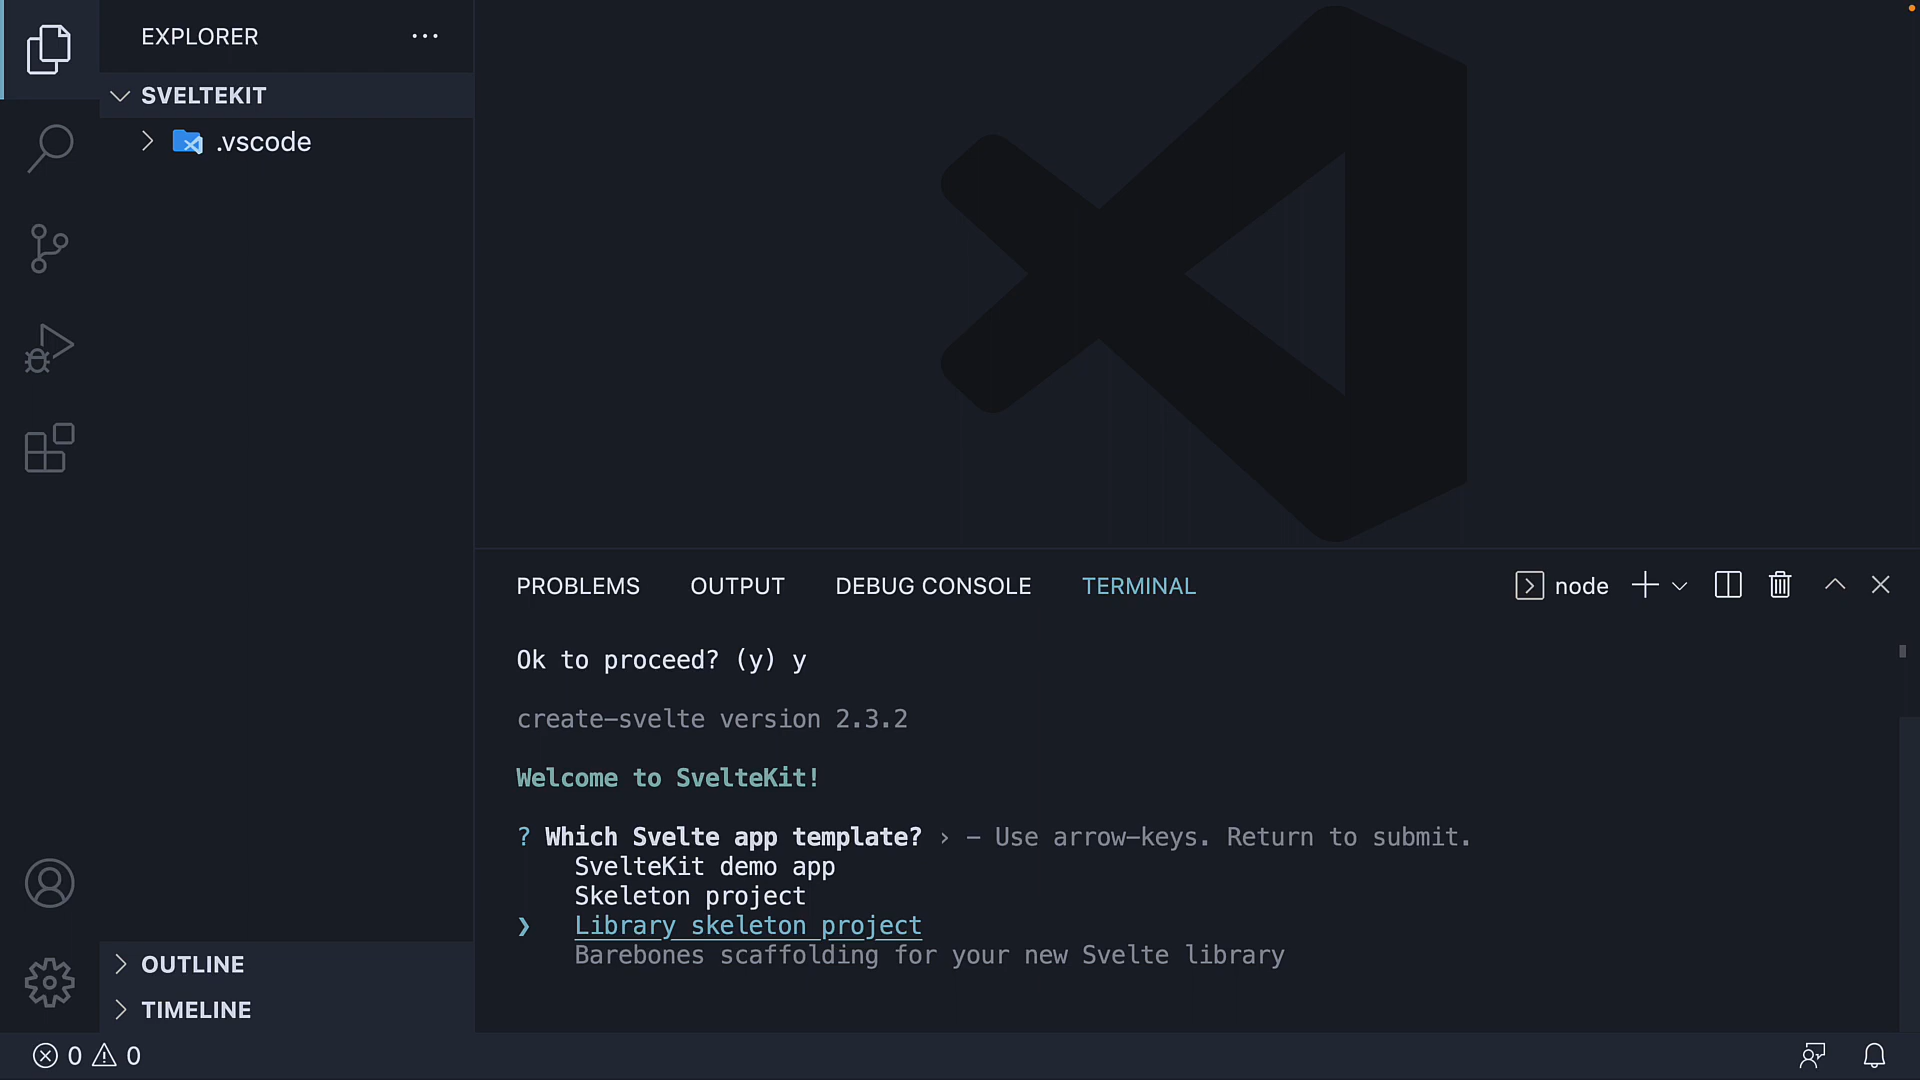 EXPLORER
SVELTEKIT
.vscode
OUTLINE
TIMELINE
PROBLEMS OUTPUT DEBUG CONSOLE TERMINAL node
Ok to proceed? (y) y
create-svelte version 2.3.2
Welcome to SvelteKit!
? Which Svelte app template? › - Use arrow-keys. Return to submit.
SvelteKit demo app
Skeleton project
❯ Library skeleton project
Barebones scaffolding for your new Svelte library
0 0